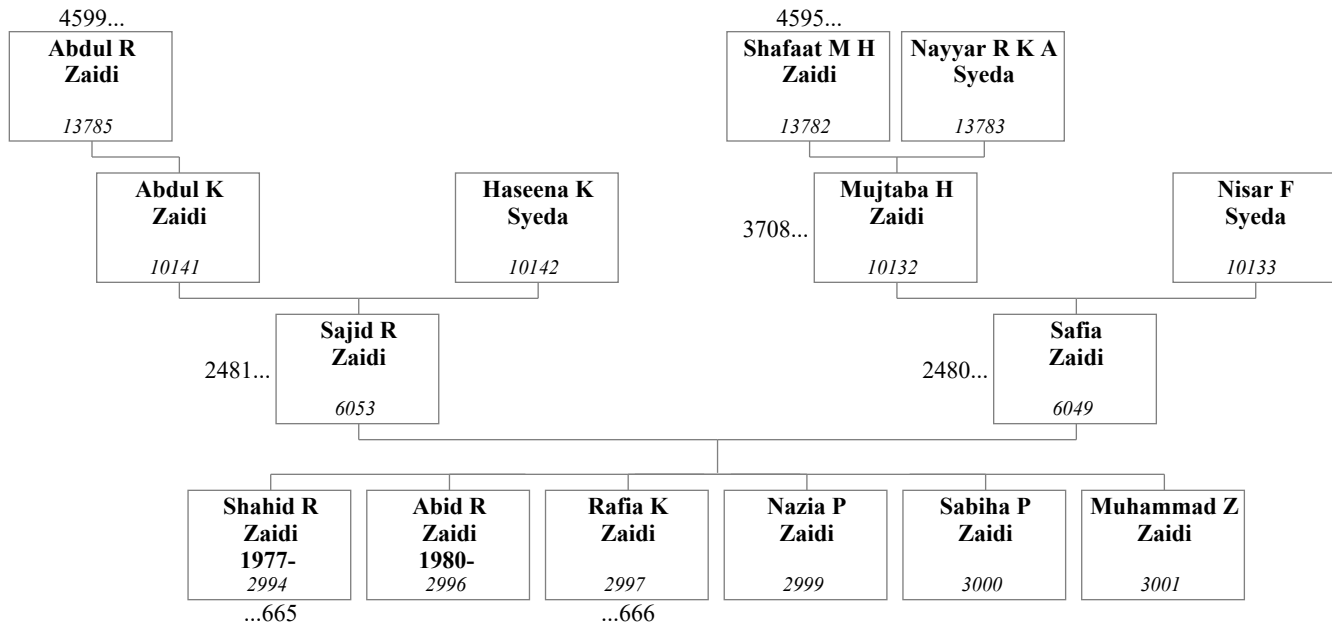 4599...
4595...
Abdul R
Zaidi
13785
Shafaat M H
Zaidi
13782
Nayyar R K A
Syeda
13783
Abdul K
Zaidi
10141
Haseena K
Syeda
10142
3708...
Mujtaba H
Zaidi
10132
Nisar F
Syeda
10133
2481...
Sajid R
Zaidi
6053
2480...
Safia
Zaidi
6049
Shahid R
Zaidi
1977-
2994
Abid R
Zaidi
1980-
2996
Rafia K
Zaidi
2997
Nazia P
Zaidi
2999
Sabiha P
Zaidi
3000
Muhammad Z
Zaidi
3001
...665
...666